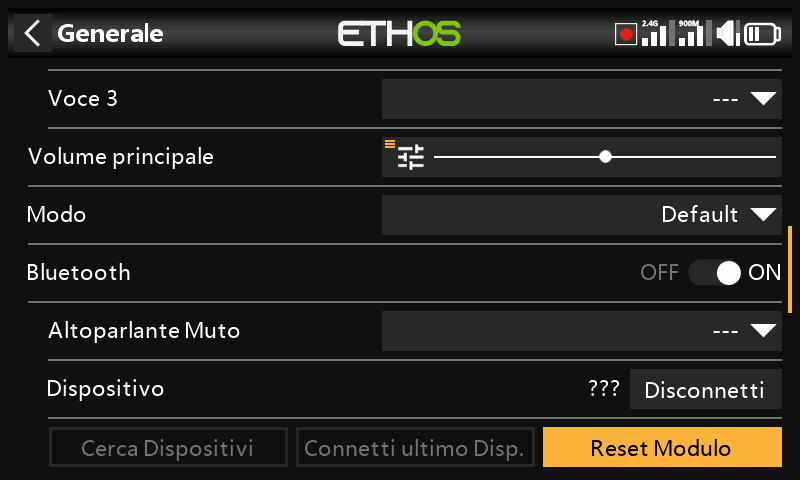 Generale
ETHOS
2.4G
900M
Voce 3
---
Volume principale
Modo
Default
Bluetooth
OFF
ON
Altoparlante Muto
---
Dispositivo
???
Disconnetti
Cerca Dispositivi
Connetti ultimo Disp.
Reset Modulo